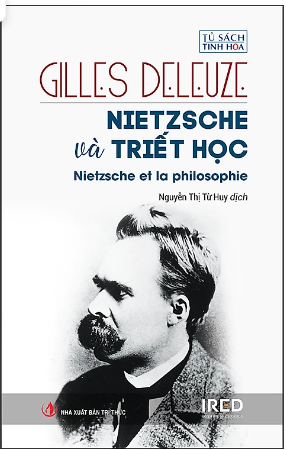 TỦ SÁCH
TINH HOA
GILLES DELEUZE
NIETZSCHE
và TRIẾT HỌC
Nietzsche et la philosophie
Nguyễn Thị Từ Huy dịch
NHÀ XUẤT BẢN TRI THỨC
IRED